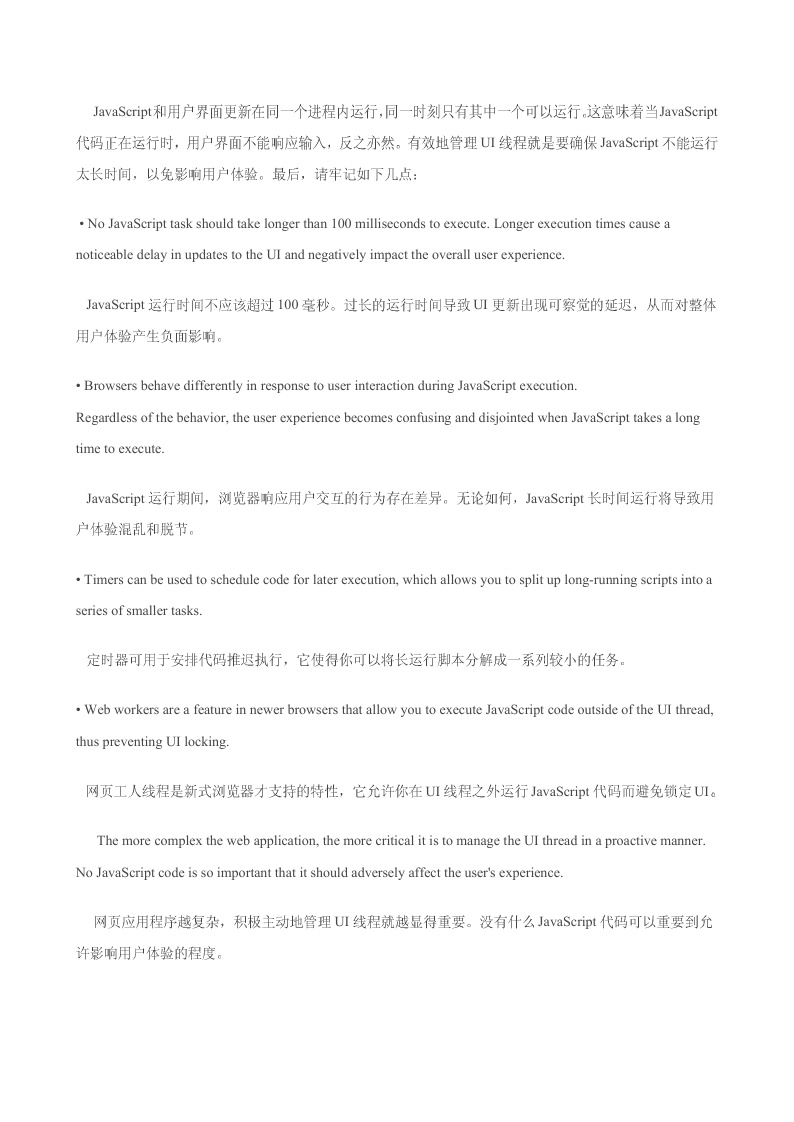 JavaScript和用户界面更新在同一个进程内运行，同一时刻只有其中一个可以运行。这意味着当JavaScript
代码正在运行时，用户界面不能响应输入，反之亦然。有效地管理 UI 线程就是要确保 JavaScript 不能运行
太长时间，以免影响用户体验。最后，请牢记如下几点：
• No JavaScript task should take longer than 100 milliseconds to execute. Longer execution times cause a
noticeable delay in updates to the UI and negatively impact the overall user experience.
JavaScript 运行时间不应该超过 100 毫秒。过长的运行时间导致 UI 更新出现可察觉的延迟，从而对整体
用户体验产生负面影响。
• Browsers behave differently in response to user interaction during JavaScript execution.
Regardless of the behavior, the user experience becomes confusing and disjointed when JavaScript takes a long
time to execute.
JavaScript 运行期间，浏览器响应用户交互的行为存在差异。无论如何，JavaScript 长时间运行将导致用
户体验混乱和脱节。
• Timers can be used to schedule code for later execution, which allows you to split up long-running scripts into a
series of smaller tasks.
定时器可用于安排代码推迟执行，它使得你可以将长运行脚本分解成一系列较小的任务。
• Web workers are a feature in newer browsers that allow you to execute JavaScript code outside of the UI thread,
thus preventing UI locking.
网页工人线程是新式浏览器才支持的特性，它允许你在 UI 线程之外运行 JavaScript 代码而避免锁定 UI。
The more complex the web application, the more critical it is to manage the UI thread in a proactive manner.
No JavaScript code is so important that it should adversely affect the user's experience.
网页应用程序越复杂，积极主动地管理 UI 线程就越显得重要。没有什么 JavaScript 代码可以重要到允
许影响用户体验的程度。